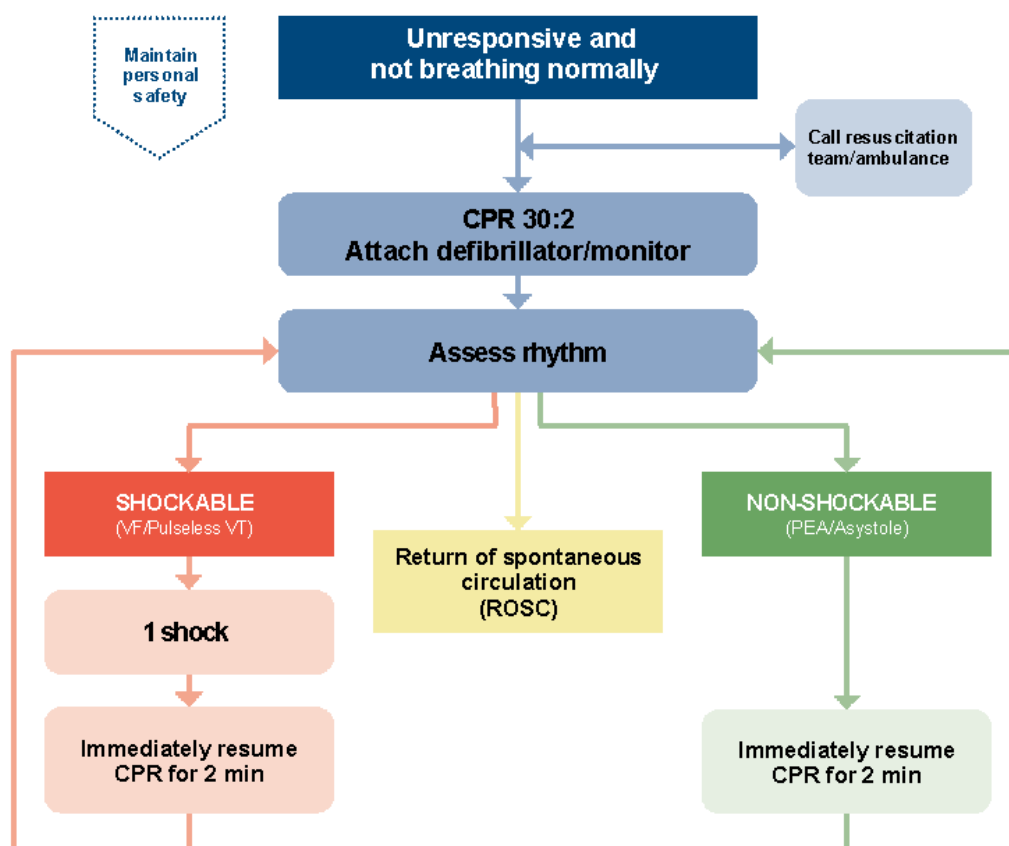 Maintain
personal
safety
Unresponsive and
not breathing normally
Call resuscitation
team/ambulance
CPR 30:2
Attach defibrillator/monitor
Assess rhythm
SHOCKABLE
(VF/Pulseless VT)
NON-SHOCKABLE
(PEA/Asystole)
Return of spontaneous
circulation
(ROSC)
1 shock
Immediately resume
CPR for 2 min
Immediately resume
CPR for 2 min